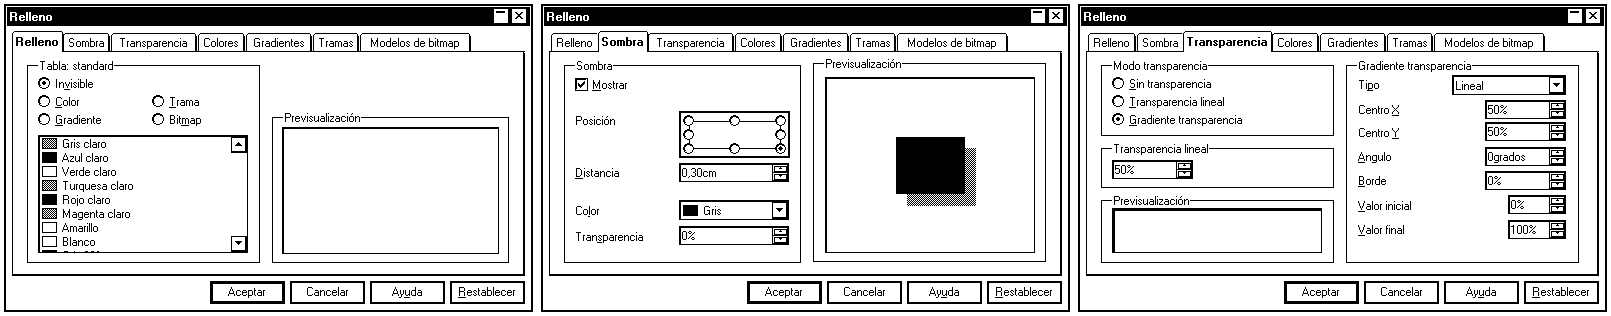 Relleno
Relleno Sombra Transparencia Colores Gradientes Tramas Modelos de bitmap
Tabla: standard
Invisible
Color Trama
Gradiente Bitmap
Gris claro
Azul claro
Verde claro
Turquesa claro
Rojo claro
Magenta claro
Amarillo
Blanco
Previsualización
Aceptar Cancelar Ayuda Restablecer
Relleno
Relleno Sombra Transparencia Colores Gradientes Tramas Modelos de bitmap
Sombra
Mostrar
Posición
Distancia 0,30cm
Color Gris
Transparencia 0%
Previsualización
Aceptar Cancelar Ayuda Restablecer
Relleno
Relleno Sombra Transparencia Colores Gradientes Tramas Modelos de bitmap
Modo transparencia
Sin transparencia
Transparencia lineal
Gradiente transparencia
Transparencia lineal
50%
Previsualización
Gradiente transparencia
Tipo Lineal
Centro X 50%
Centro Y 50%
Angulo 0grados
Borde 0%
Valor inicial 0%
Valor final 100%
Aceptar Cancelar Ayuda Restablecer